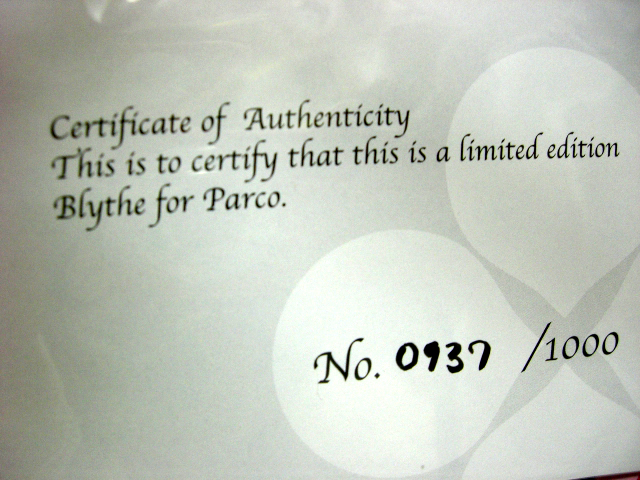 Certificate of Authenticity
This is to certify that this is a limited edition
Blythe for Parco.
No. 0937 /1000